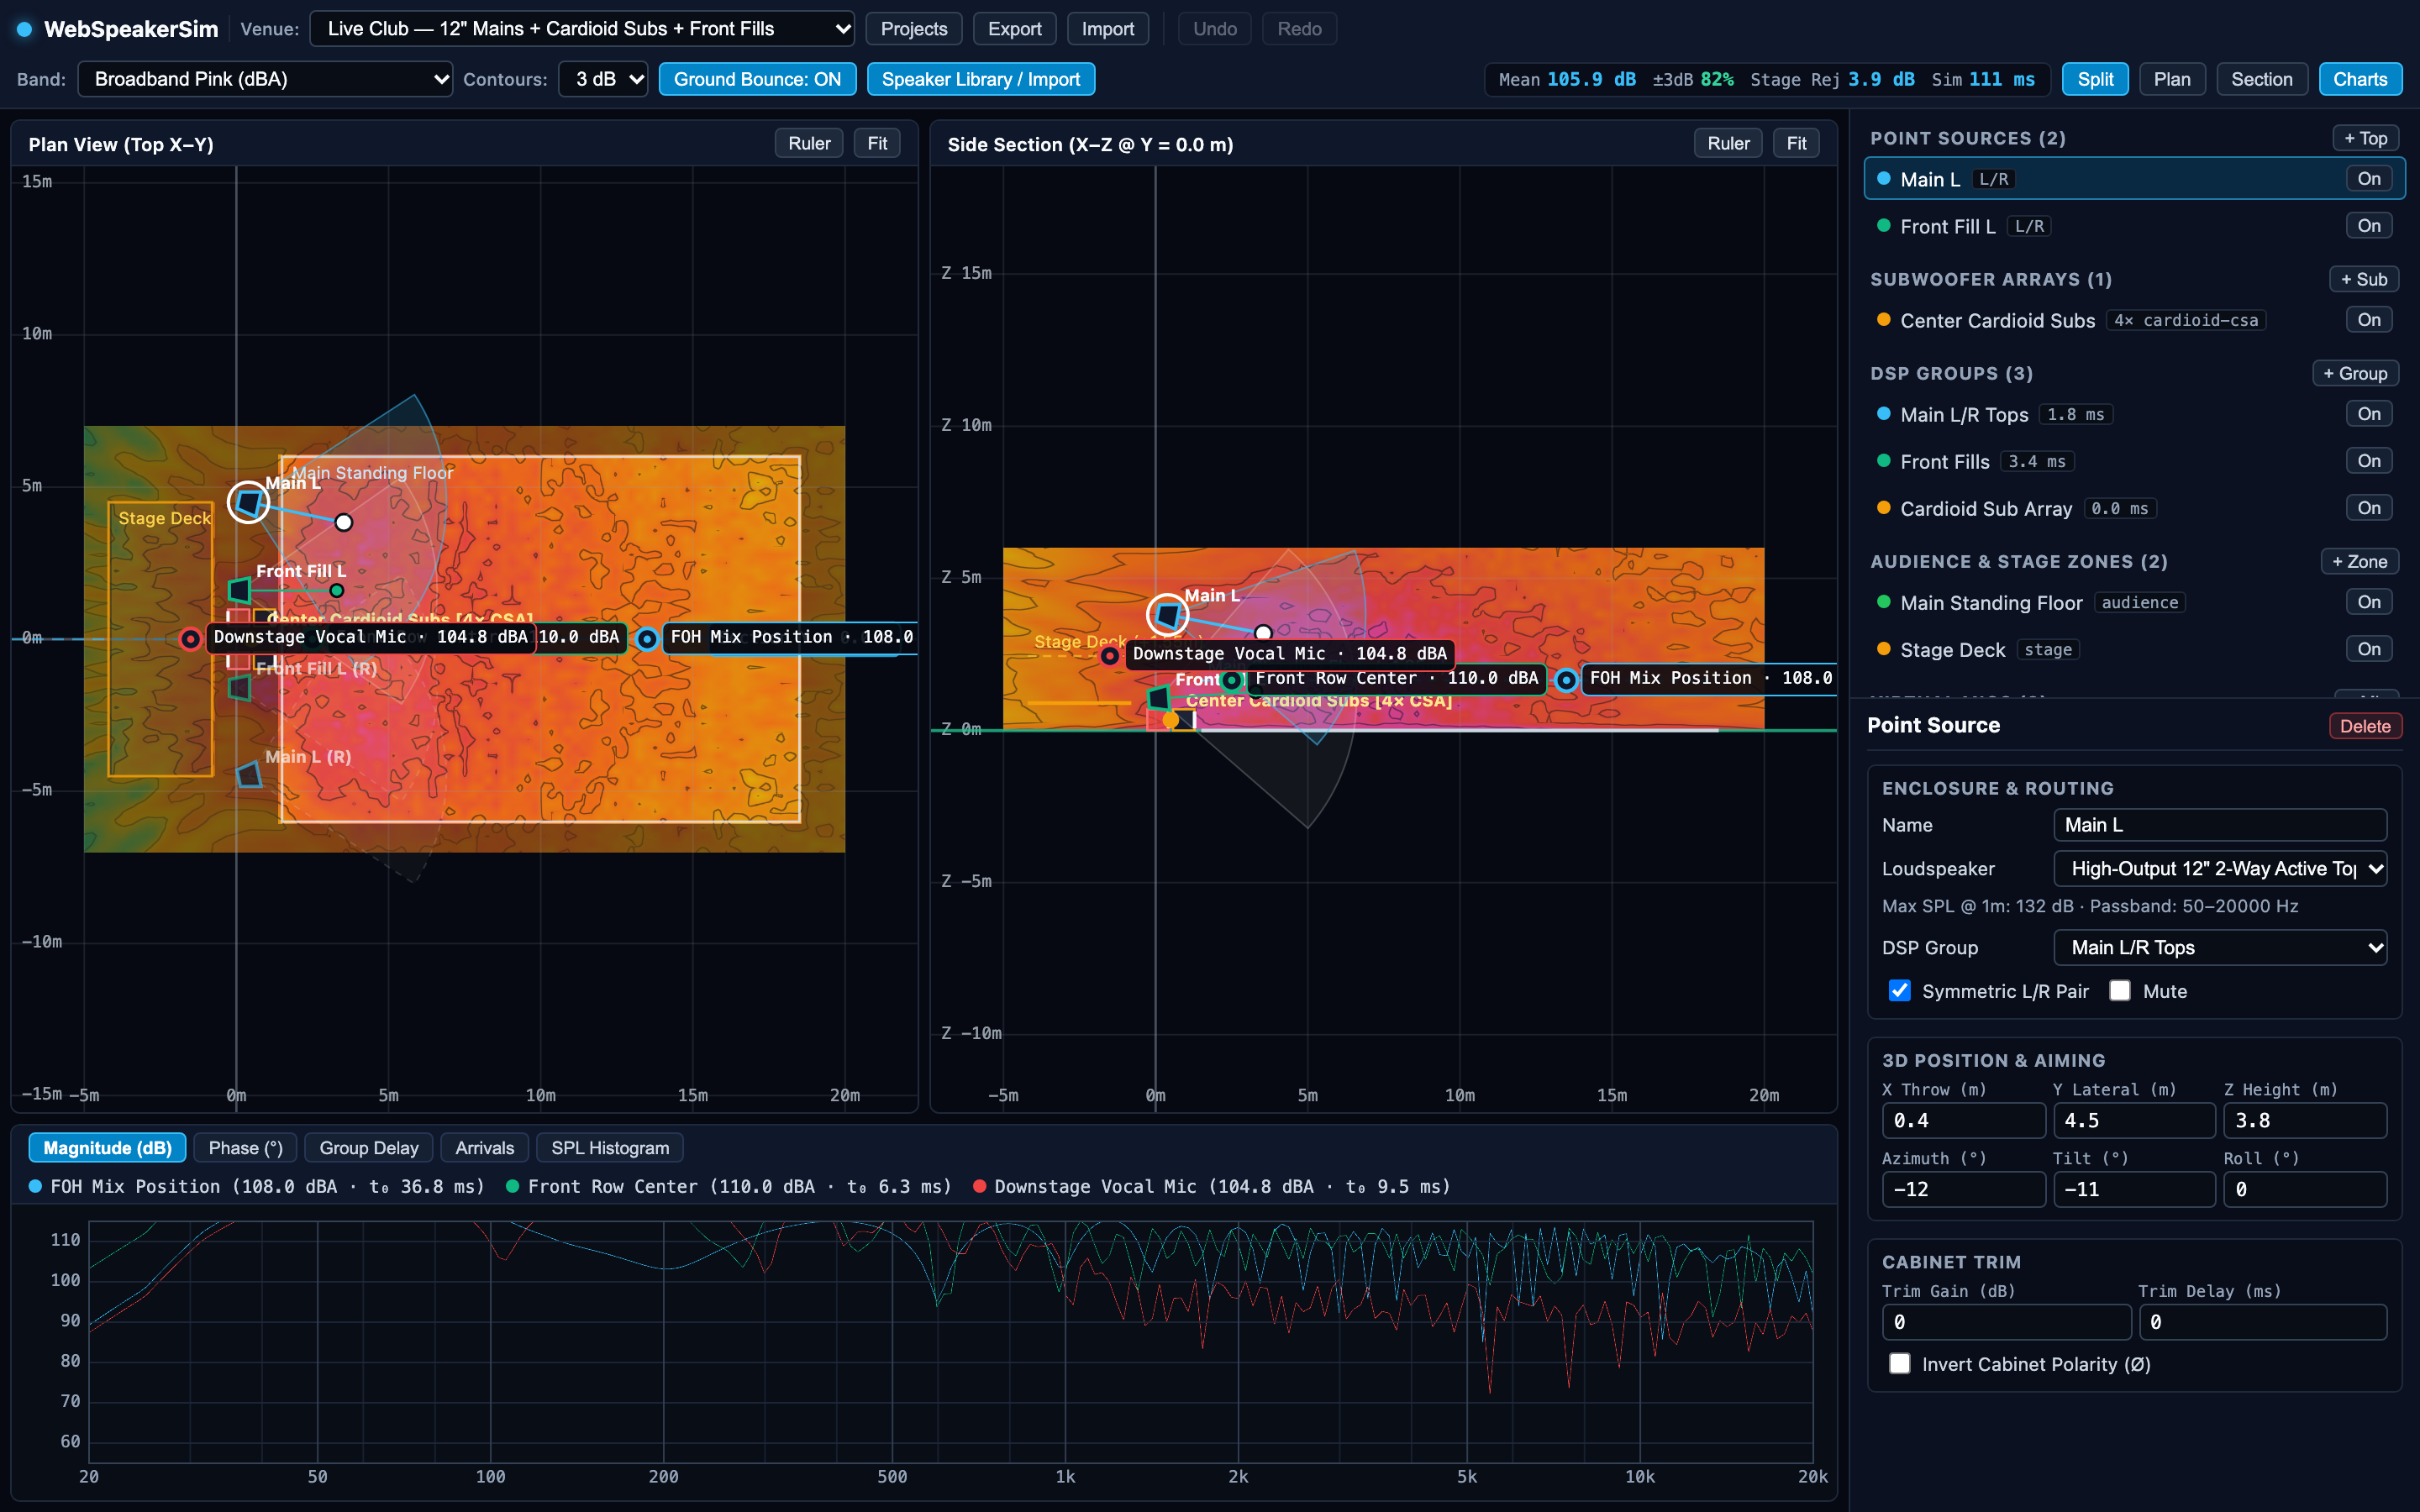 WebSpeakerSim
Venue: Live Club — 12" Mains + Cardioid Subs + Front Fills
Projects Export Import Undo Redo
Band: Broadband Pink (dBA) Contours: 3 dB Ground Bounce: ON Speaker Library / Import
Mean 105.9 dB ±3dB 82% Stage Rej 3.9 dB Sim 111 ms Split Plan Section Charts
Plan View (Top X–Y) Ruler Fit
15m
10m
5m
0m
−5m
−10m
−15m −5m 0m 5m 10m 15m 20m
Main Standing Floor
Main L
Stage Deck
Front Fill L
Center Cardioid Subs [4× CSA]
Downstage Vocal Mic · 104.8 dBA
10.0 dBA
FOH Mix Position · 108.0
Front Fill L (R)
Main L (R)
Side Section (X–Z @ Y = 0.0 m) Ruler Fit
Z 15m
Z 10m
Z 5m
Z 0m
Z −5m
Z −10m
−5m 0m 5m 10m 15m 20m
Main L
Stage Deck
Downstage Vocal Mic · 104.8 dBA
Front
Front Row Center · 110.0 dBA
FOH Mix Position · 108.0
Center Cardioid Subs [4× CSA]
Magnitude (dB) Phase (°) Group Delay Arrivals SPL Histogram
FOH Mix Position (108.0 dBA · t₀ 36.8 ms) Front Row Center (110.0 dBA · t₀ 6.3 ms) Downstage Vocal Mic (104.8 dBA · t₀ 9.5 ms)
110
100
90
80
70
60
20 50 100 200 500 1k 2k 5k 10k 20k
POINT SOURCES (2) + Top
Main L L/R On
Front Fill L L/R On
SUBWOOFER ARRAYS (1) + Sub
Center Cardioid Subs 4× cardioid-csa On
DSP GROUPS (3) + Group
Main L/R Tops 1.8 ms On
Front Fills 3.4 ms On
Cardioid Sub Array 0.0 ms On
AUDIENCE & STAGE ZONES (2) + Zone
Main Standing Floor audience On
Stage Deck stage On
Point Source Delete
ENCLOSURE & ROUTING
Name Main L
Loudspeaker High-Output 12" 2-Way Active Top
Max SPL @ 1m: 132 dB · Passband: 50–20000 Hz
DSP Group Main L/R Tops
Symmetric L/R Pair Mute
3D POSITION & AIMING
X Throw (m) Y Lateral (m) Z Height (m)
0.4 4.5 3.8
Azimuth (°) Tilt (°) Roll (°)
−12 −11 0
CABINET TRIM
Trim Gain (dB) Trim Delay (ms)
0 0
Invert Cabinet Polarity (Ø)